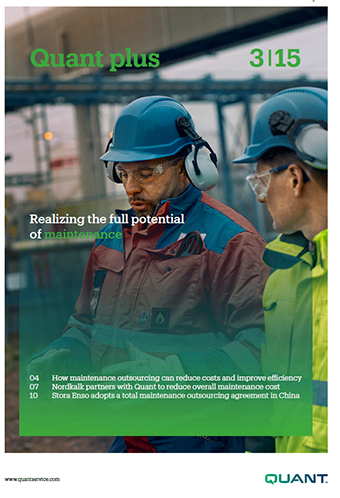 Quant plus 3|15
Realizing the full potential
of maintenance
04 How maintenance outsourcing can reduce costs and improve efficiency
07 Nordkalk partners with Quant to reduce overall maintenance cost
10 Stora Enso adopts a total maintenance outsourcing agreement in China
www.quantservice.com
QUANT